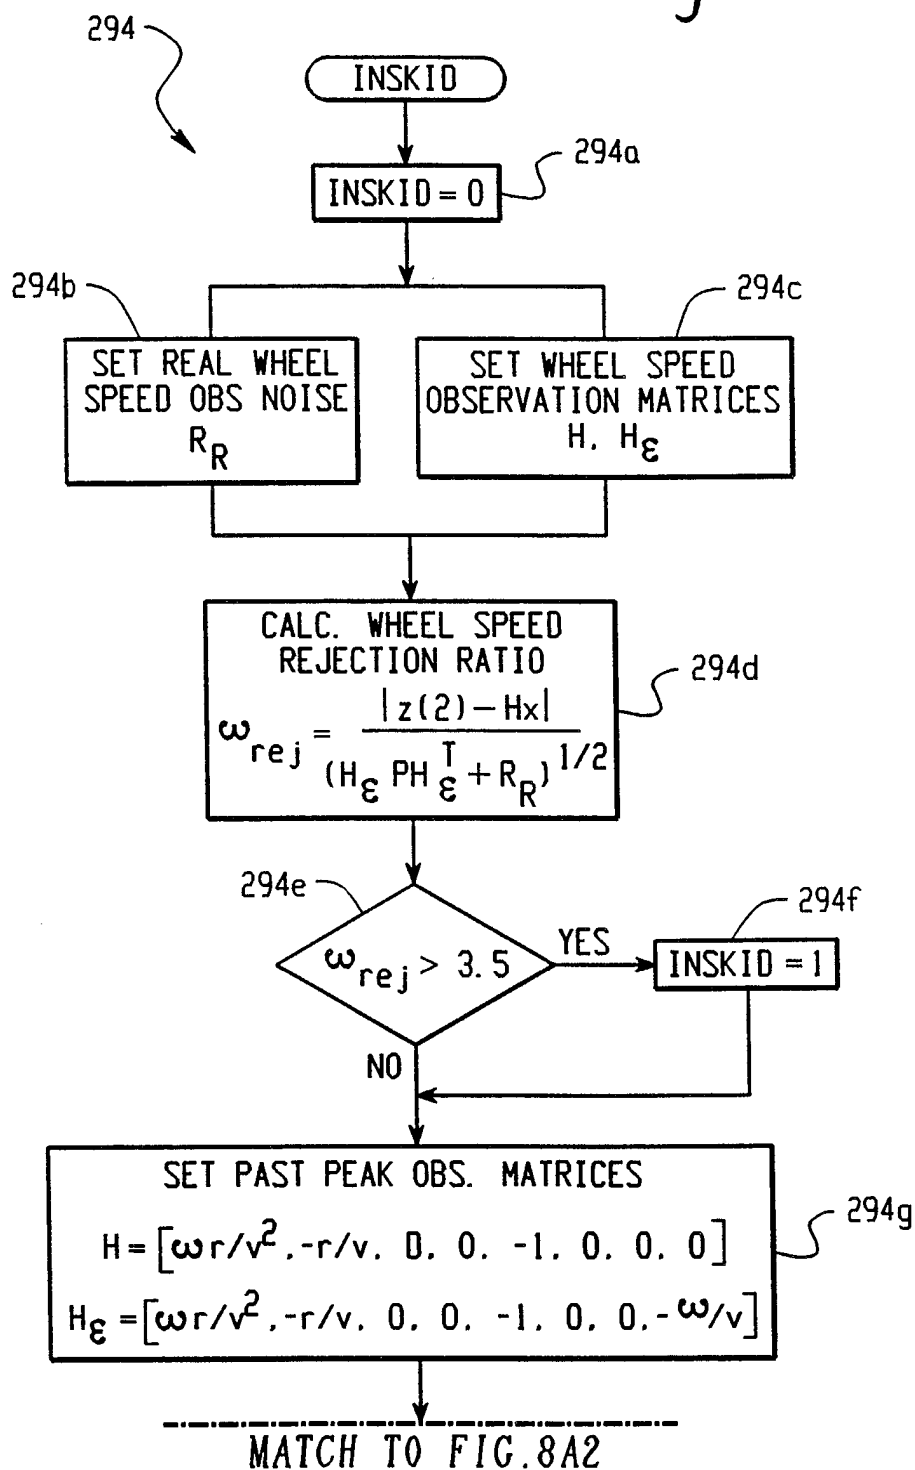 294
INSKID
294a
INSKID = 0
294b
294c
SET REAL WHEEL
SPEED OBS NOISE
R_R
SET WHEEL SPEED
OBSERVATION MATRICES
H, H_ε
CALC. WHEEL SPEED
REJECTION RATIO
294d
ω_rej = |z(2) - Hx| / (H_ε PH_ε^T + R_R)^1/2
294e
294f
ω_rej > 3.5
YES
INSKID = 1
NO
SET PAST PEAK OBS. MATRICES
294g
H = [ωr/v², -r/v, 0, 0, -1, 0, 0, 0]
H_ε = [ωr/v², -r/v, 0, 0, -1, 0, 0, -ω/v]
MATCH TO FIG.8A2